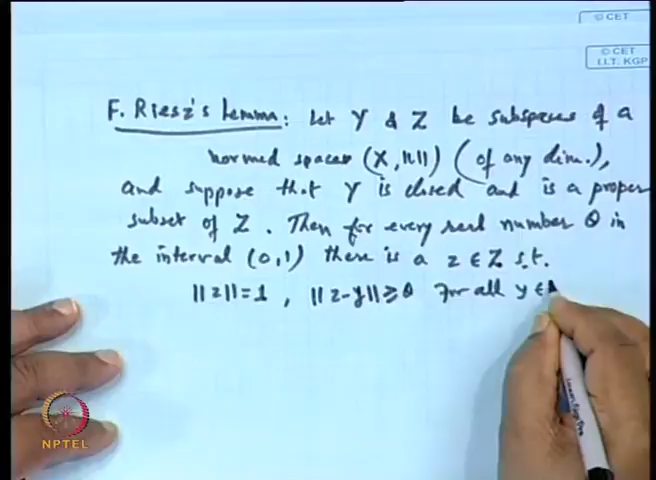 © CET
© CET
I.I.T. KGP
F. Riesz's Lemma: Let Y & Z be subspaces of a
normed spaces (X, ||·||) (of any dim.),
and suppose that Y is closed and is a proper
subset of Z. Then for every real number θ in
the interval (0,1) there is a z ∈ Z s.t.
||z||=1, ||z-y||≥θ For all y ∈
NPTEL